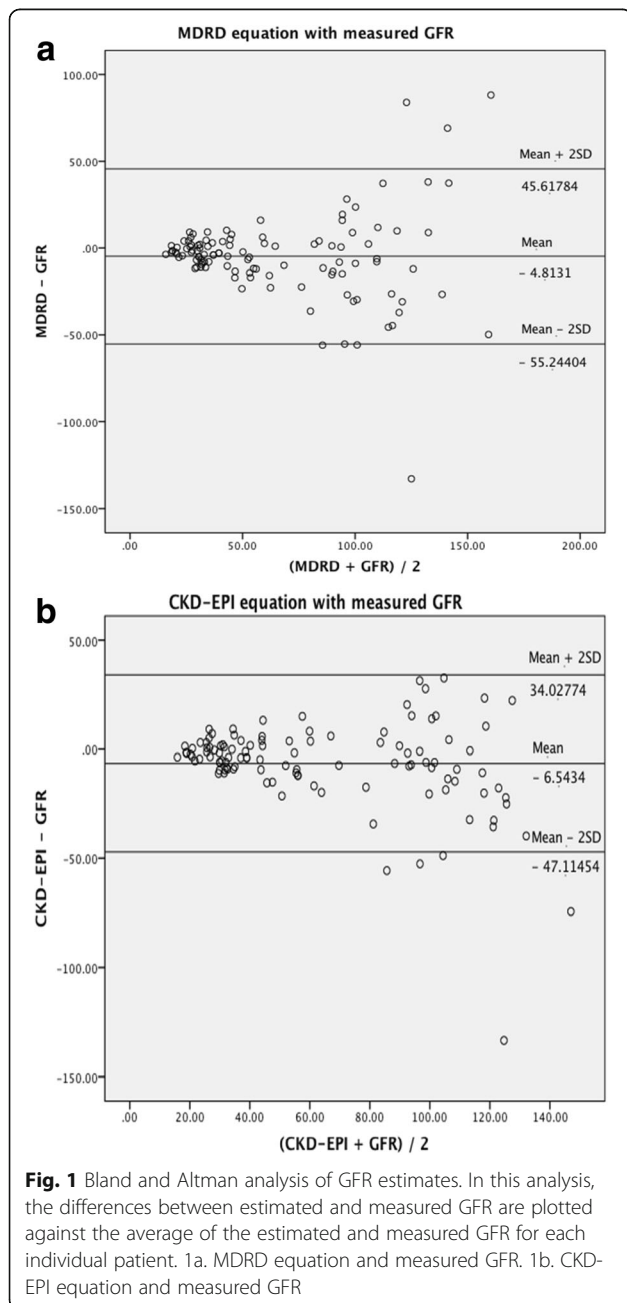 a
MDRD equation with measured GFR
100.00
50.00
.00
-50.00
-100.00
-150.00
MDRD - GFR
Mean + 2SD
45.61784
Mean
- 4.8131
Mean - 2SD
- 55.24404
.00 50.00 100.00 150.00 200.00
(MDRD + GFR) / 2
b
CKD-EPI equation with measured GFR
50.00
.00
-50.00
-100.00
-150.00
CKD-EPI - GFR
Mean + 2SD
34.02774
Mean
- 6.5434
Mean - 2SD
- 47.11454
.00 20.00 40.00 60.00 80.00 100.00 120.00 140.00
(CKD-EPI + GFR) / 2
Fig. 1 Bland and Altman analysis of GFR estimates. In this analysis,
the differences between estimated and measured GFR are plotted
against the average of the estimated and measured GFR for each
individual patient. 1a. MDRD equation and measured GFR. 1b. CKD-
EPI equation and measured GFR